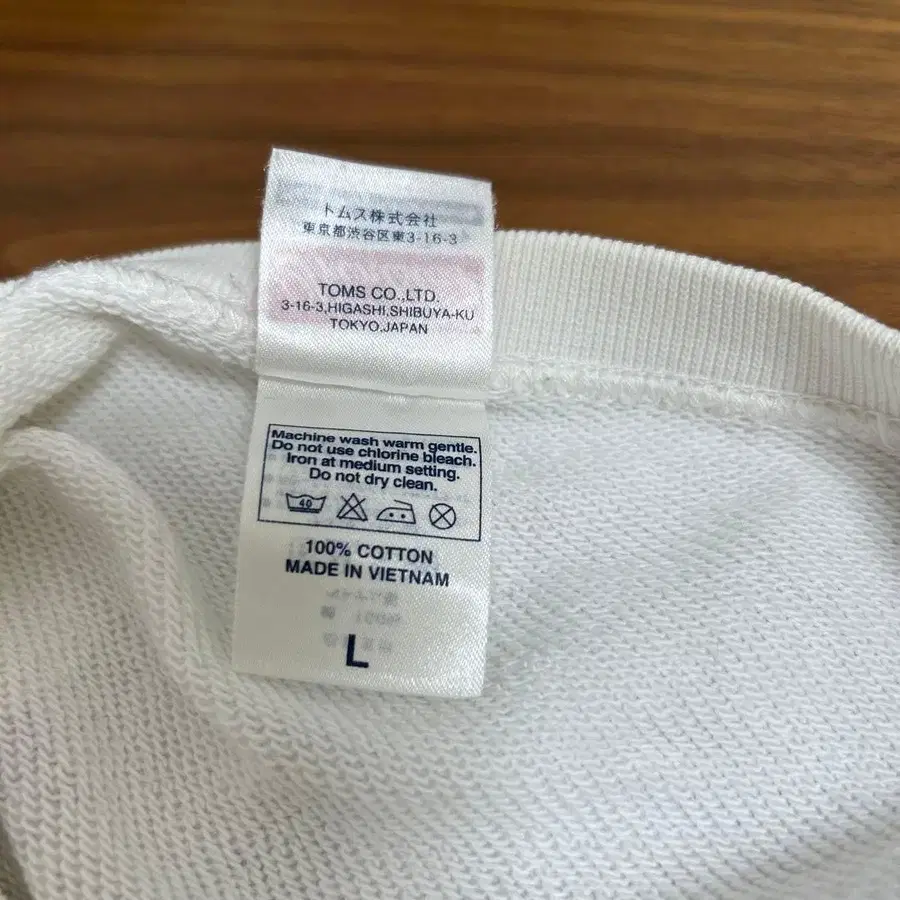 トムス株式会社
東京都渋谷区東3-16-3
TOMS CO.,LTD.
3-16-3,HIGASHI,SHIBUYA-KU
TOKYO,JAPAN
Machine wash warm gentle.
Do not use chlorine bleach.
Iron at medium setting.
Do not dry clean.
40
100% COTTON
MADE IN VIETNAM
L